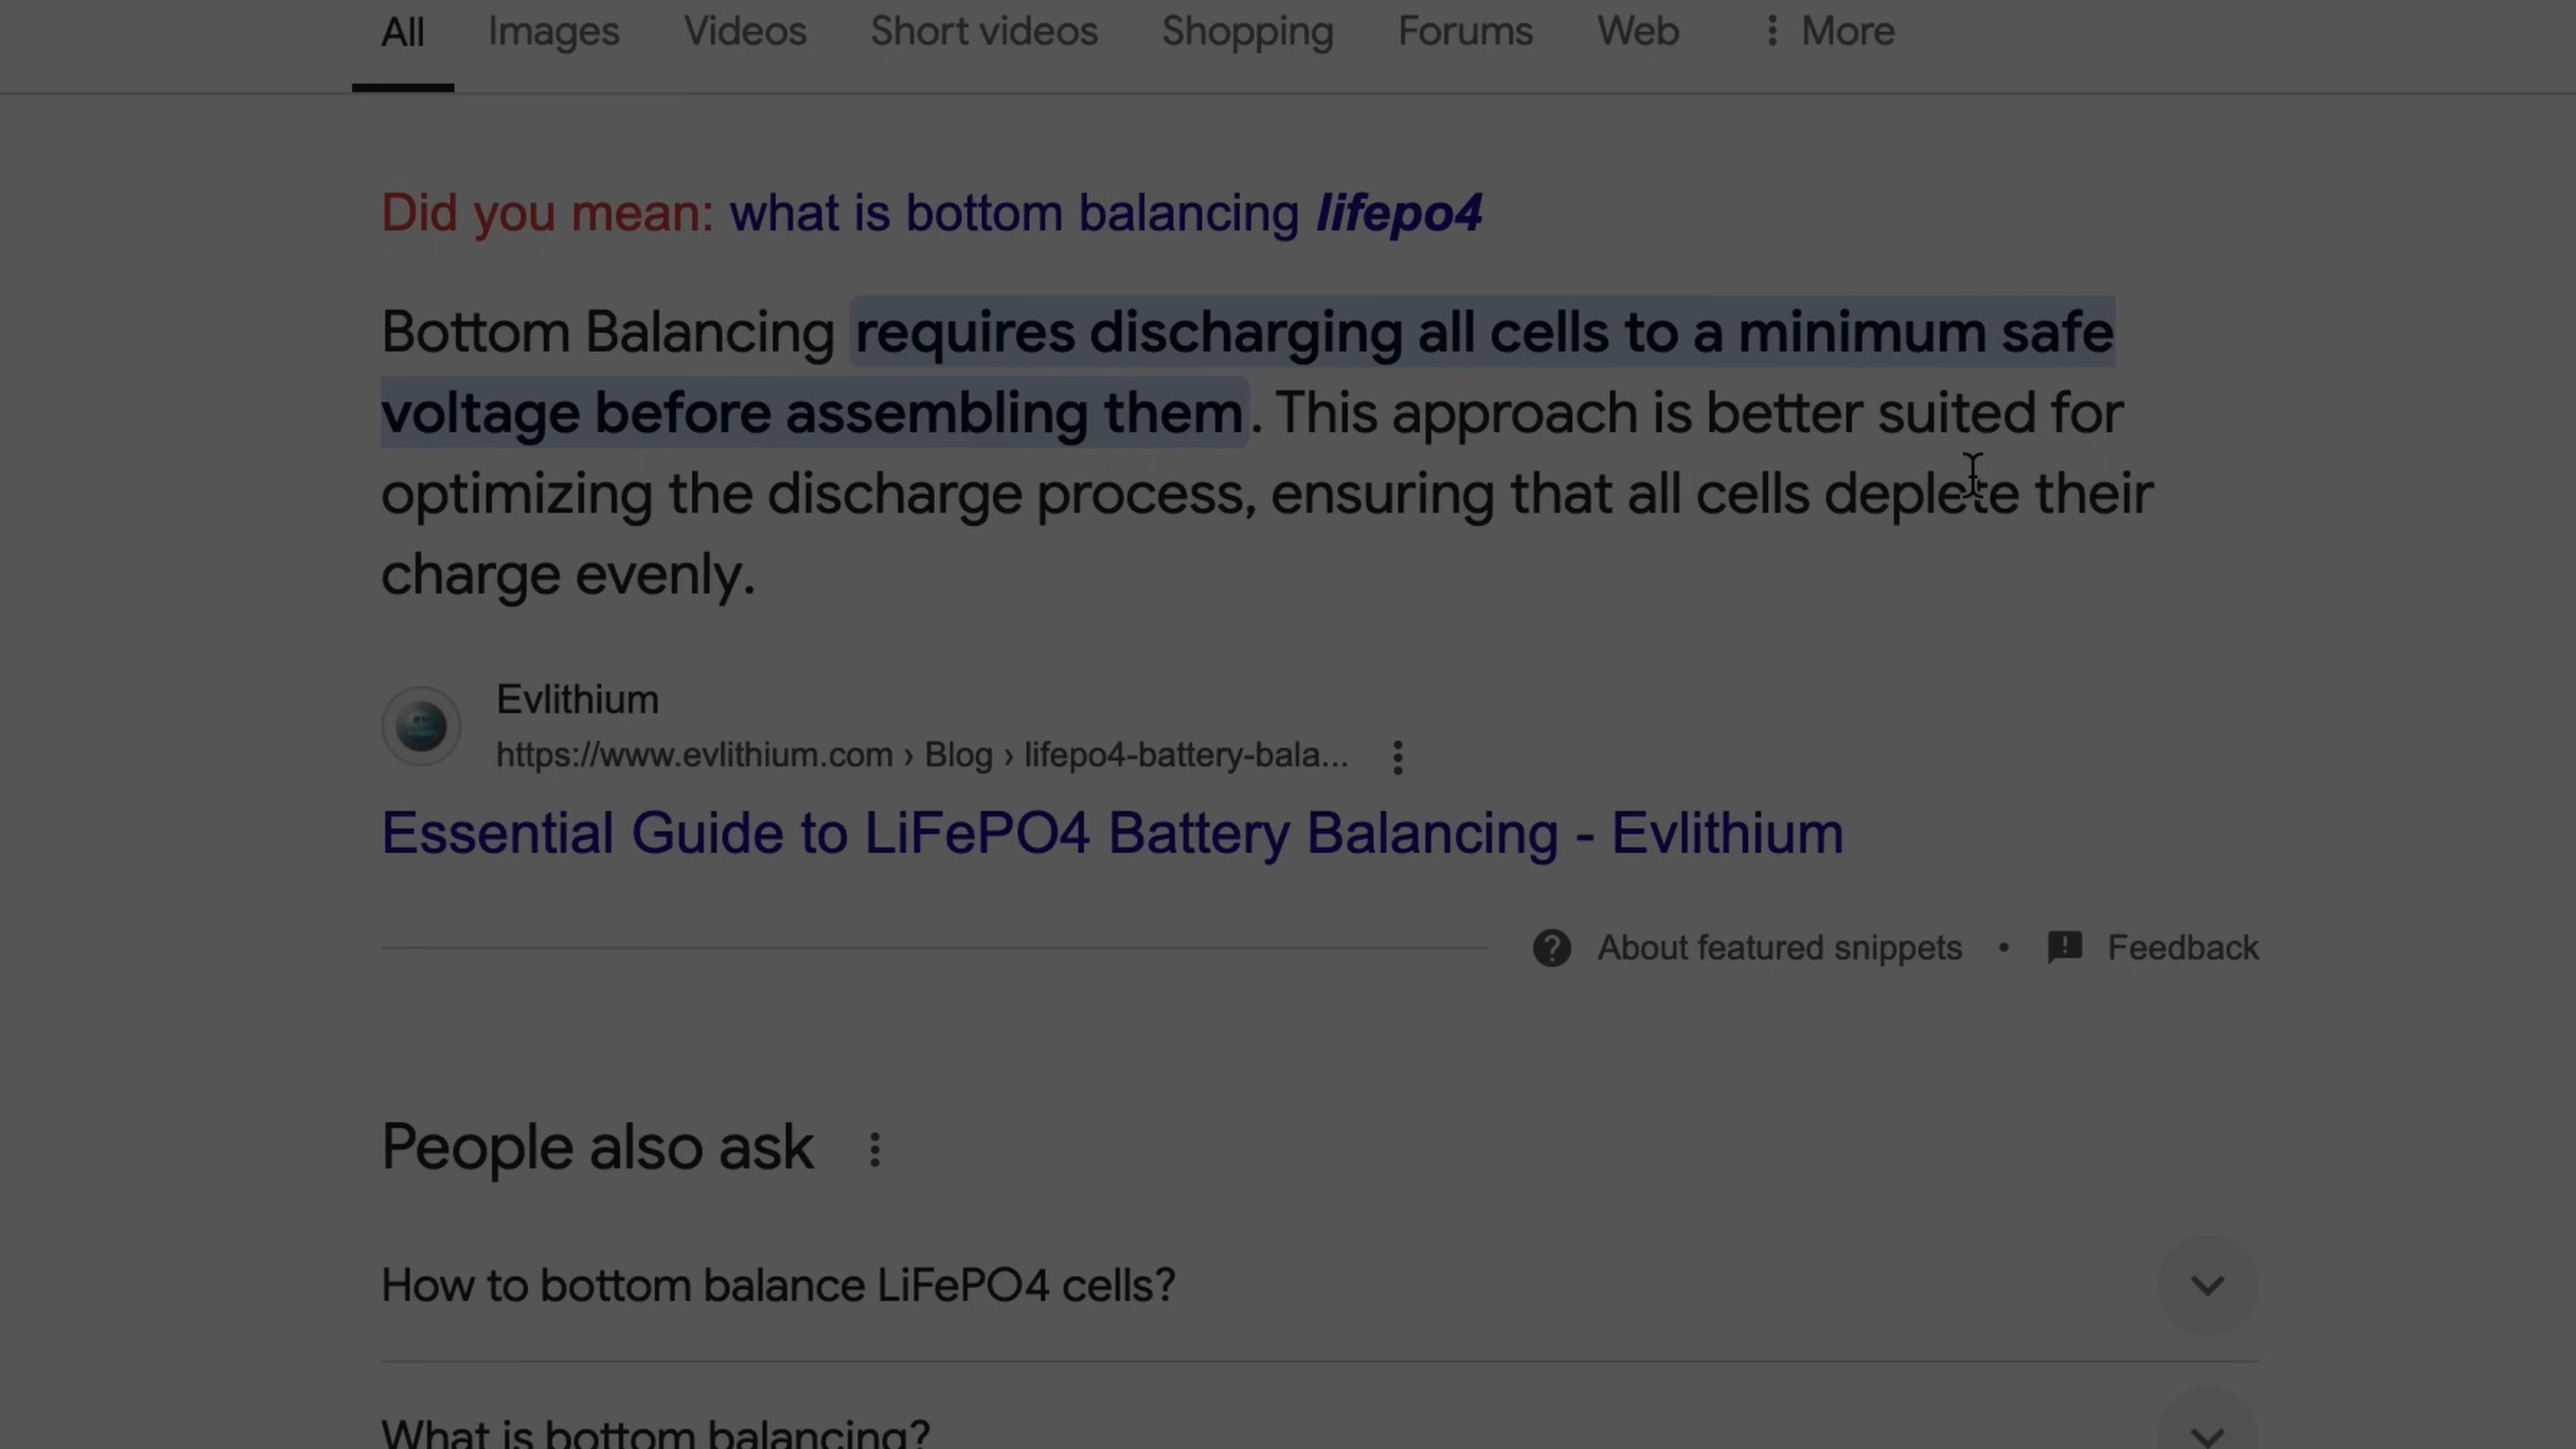 All Images Videos Short videos Shopping Forums Web More
Did you mean: what is bottom balancing lifepo4
Bottom Balancing requires discharging all cells to a minimum safe
voltage before assembling them. This approach is better suited for
optimizing the discharge process, ensuring that all cells deplete their
charge evenly.
Evlithium
https://www.evlithium.com › Blog › lifepo4-battery-bala...
Essential Guide to LiFePO4 Battery Balancing - Evlithium
About featured snippets • Feedback
People also ask
How to bottom balance LiFePO4 cells?
What is bottom balancing?